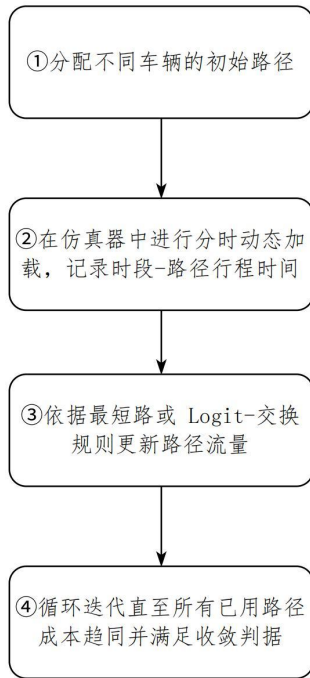 ①分配不同车辆的初始路径
②在仿真器中进行分时动态加
载，记录时段-路径行程时间
③依据最短路或 Logit-交换
规则更新路径流量
④循环迭代直至所有已用路径
成本趋同并满足收敛判据